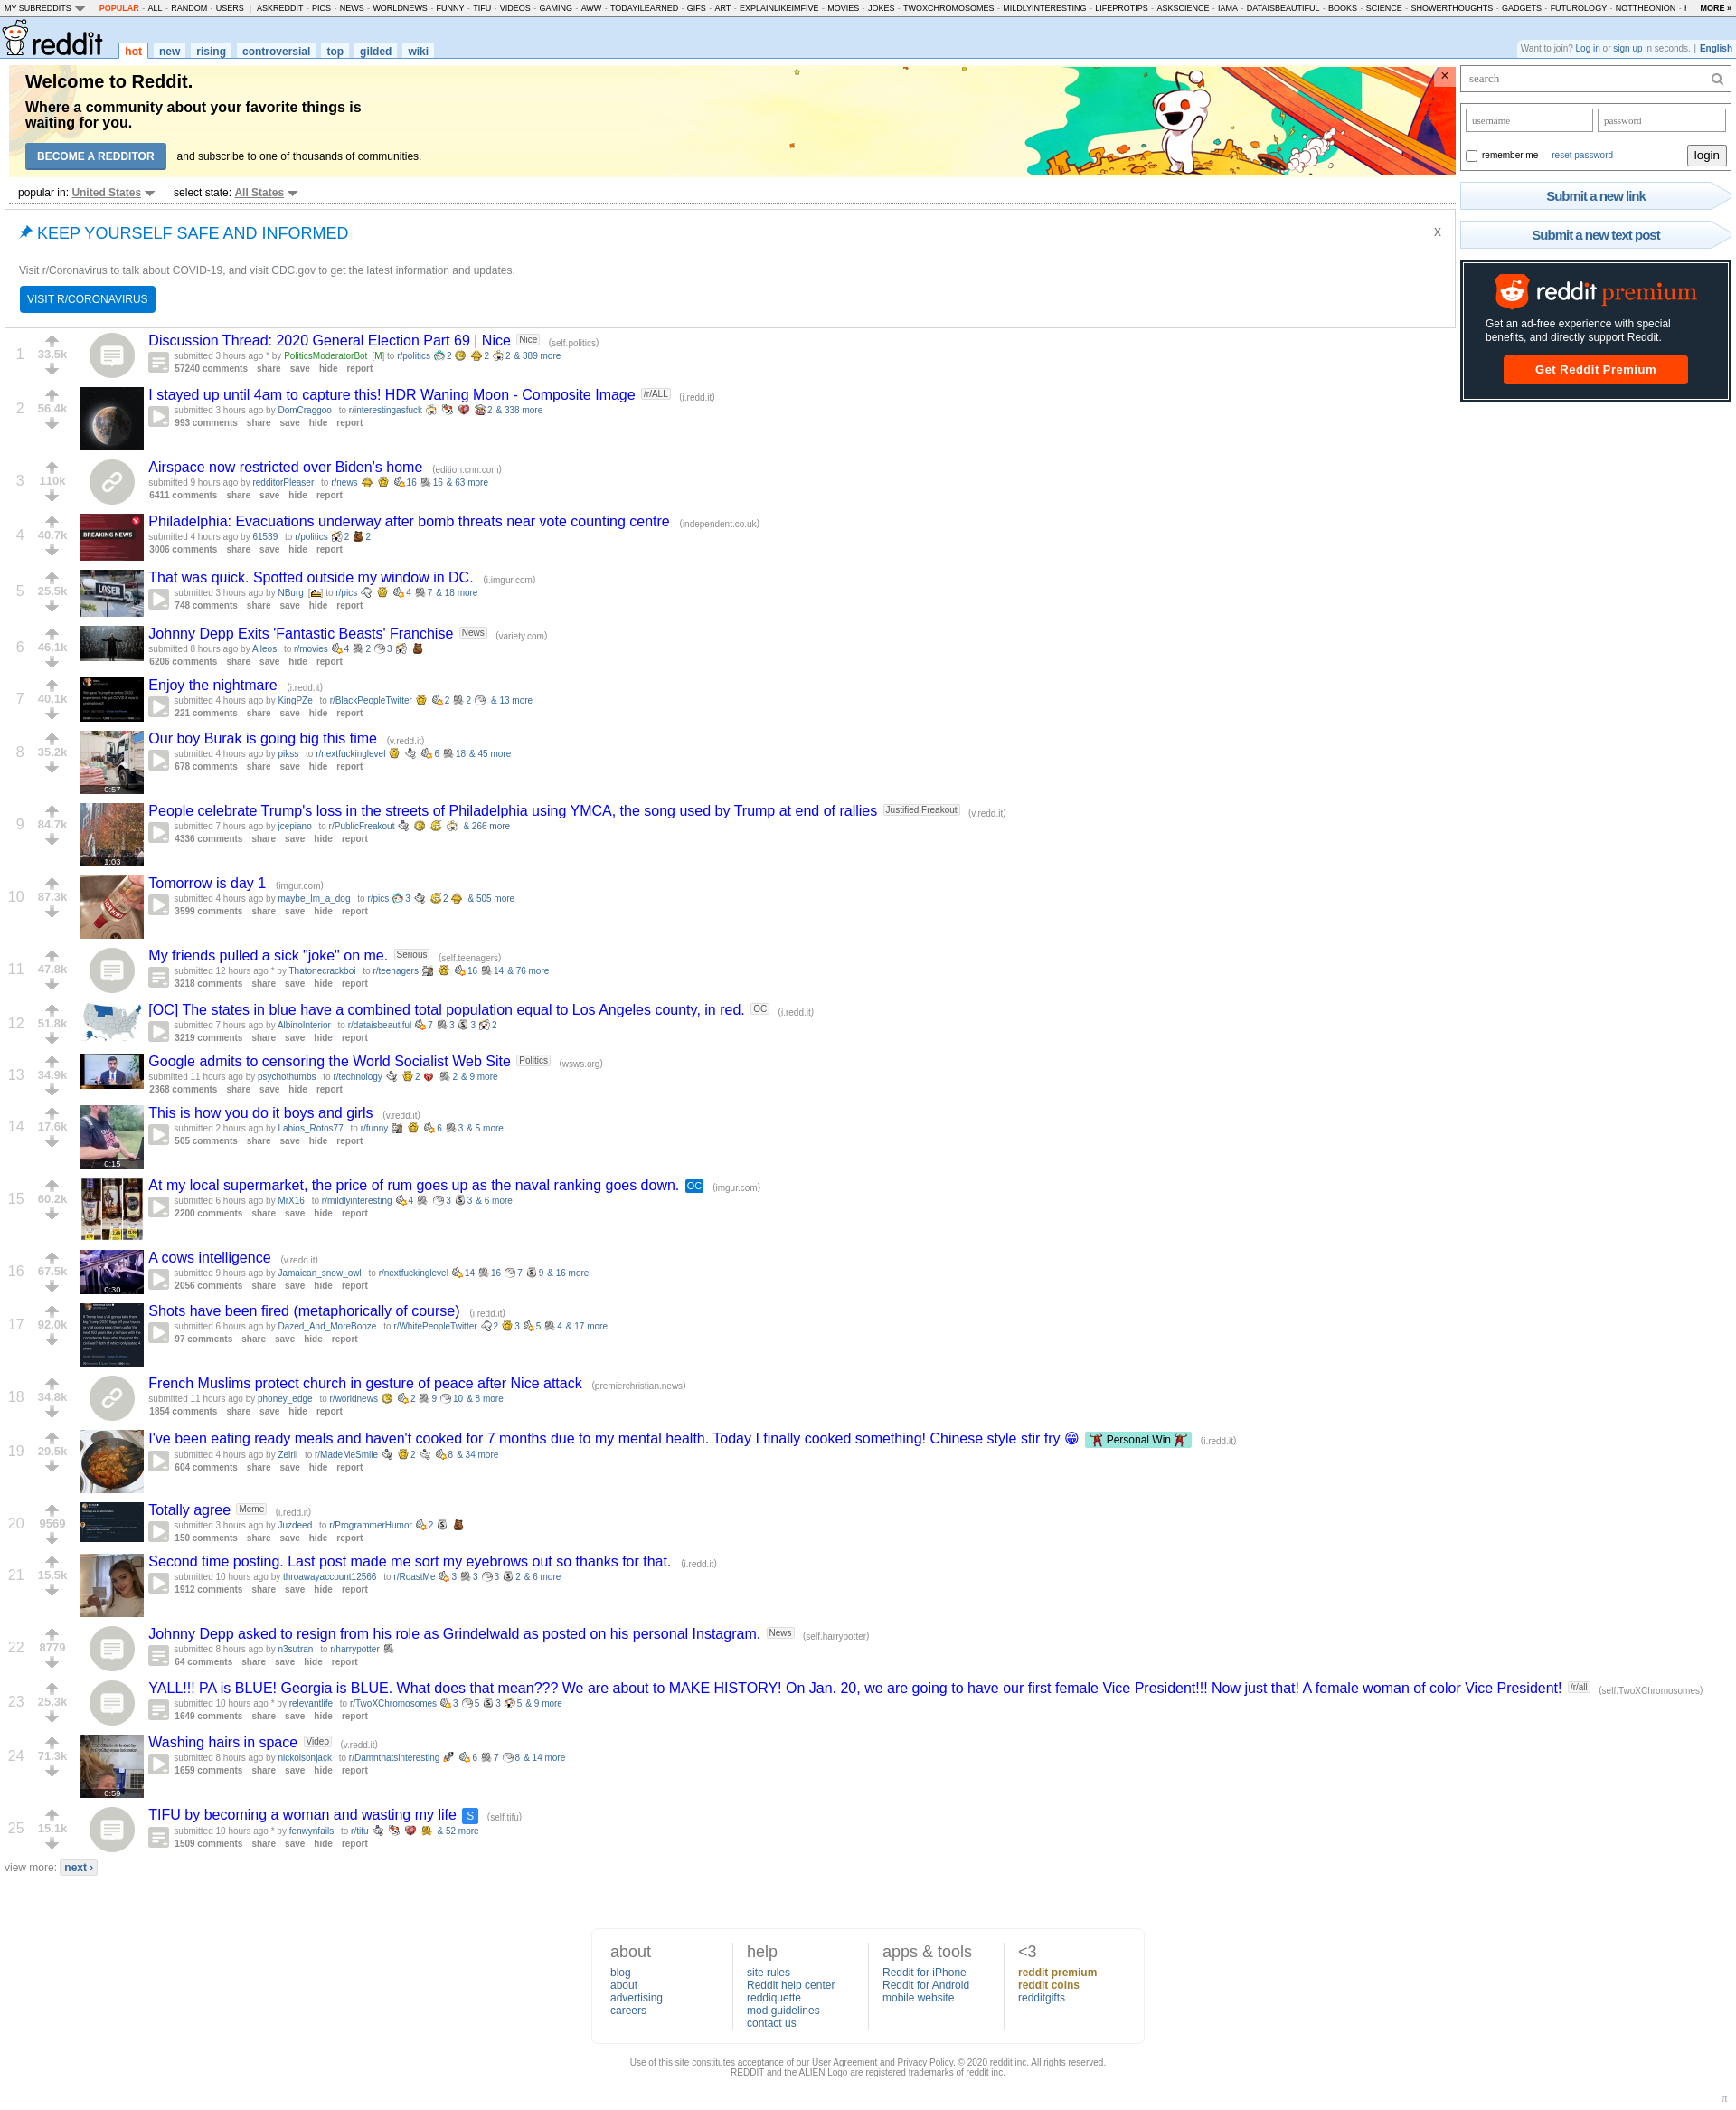 MY SUBREDDITS POPULAR - ALL - RANDOM - USERS | ASKREDDIT - PICS - NEWS - WORLDNEWS - FUNNY - TIFU - VIDEOS - GAMING - AWW - TODAYILEARNED - GIFS - ART - EXPLAINLIKEIMFIVE - MOVIES - JOKES - TWOXCHROMOSOMES - MILDLYINTERESTING - LIFEPROTIPS - ASKSCIENCE - IAMA - DATAISBEAUTIFUL - BOOKS - SCIENCE - SHOWERTHOUGHTS - GADGETS - FUTUROLOGY - NOTTHEONION - MORE »
reddit hot new rising controversial top gilded wiki
Want to join? Log in or sign up in seconds. | English
Welcome to Reddit.
Where a community about your favorite things is
waiting for you.
BECOME A REDDITOR and subscribe to one of thousands of communities.
×
popular in: United States select state: All States
KEEP YOURSELF SAFE AND INFORMED
x
Visit r/Coronavirus to talk about COVID-19, and visit CDC.gov to get the latest information and updates.
VISIT R/CORONAVIRUS
search
username password
remember me reset password login
Submit a new link
Submit a new text post
reddit premium
Get an ad-free experience with special
benefits, and directly support Reddit.
Get Reddit Premium
1 33.5k Discussion Thread: 2020 General Election Part 69 | Nice Nice (self.politics)
submitted 3 hours ago * by PoliticsModeratorBot [M] to r/politics 2 2 2 & 389 more
57240 comments share save hide report
2 56.4k I stayed up until 4am to capture this! HDR Waning Moon - Composite Image /r/ALL (i.redd.it)
submitted 3 hours ago by DomCraggoo to r/interestingasfuck 2 & 338 more
993 comments share save hide report
3 110k Airspace now restricted over Biden's home (edition.cnn.com)
submitted 9 hours ago by redditorPleaser to r/news 16 16 & 63 more
6411 comments share save hide report
4 40.7k BREAKING NEWS Philadelphia: Evacuations underway after bomb threats near vote counting centre (independent.co.uk)
submitted 4 hours ago by 61539 to r/politics 2 2
3006 comments share save hide report
5 25.5k LOSER That was quick. Spotted outside my window in DC. (i.imgur.com)
submitted 3 hours ago by NBurg [ ] to r/pics 4 7 & 18 more
748 comments share save hide report
6 46.1k Johnny Depp Exits 'Fantastic Beasts' Franchise News (variety.com)
submitted 8 hours ago by Aileos to r/movies 4 2 3
6206 comments share save hide report
7 40.1k Enjoy the nightmare (i.redd.it)
submitted 4 hours ago by KingPZe to r/BlackPeopleTwitter 2 2 & 13 more
221 comments share save hide report
8 35.2k 0:57 Our boy Burak is going big this time (v.redd.it)
submitted 4 hours ago by pikss to r/nextfuckinglevel 6 18 & 45 more
678 comments share save hide report
9 84.7k 1:03 People celebrate Trump's loss in the streets of Philadelphia using YMCA, the song used by Trump at end of rallies Justified Freakout (v.redd.it)
submitted 7 hours ago by jcepiano to r/PublicFreakout & 266 more
4336 comments share save hide report
10 87.3k Tomorrow is day 1 (imgur.com)
submitted 4 hours ago by maybe_Im_a_dog to r/pics 3 2 & 505 more
3599 comments share save hide report
11 47.8k My friends pulled a sick "joke" on me. Serious (self.teenagers)
submitted 12 hours ago * by Thatonecrackboi to r/teenagers 16 14 & 76 more
3218 comments share save hide report
12 51.8k [OC] The states in blue have a combined total population equal to Los Angeles county, in red. OC (i.redd.it)
submitted 7 hours ago by AlbinoInterior to r/dataisbeautiful 7 3 3 2
3219 comments share save hide report
13 34.9k Google admits to censoring the World Socialist Web Site Politics (wsws.org)
submitted 11 hours ago by psychothumbs to r/technology 2 2 & 9 more
2368 comments share save hide report
14 17.6k 0:15 This is how you do it boys and girls (v.redd.it)
submitted 2 hours ago by Labios_Rotos77 to r/funny 6 3 & 5 more
505 comments share save hide report
15 60.2k At my local supermarket, the price of rum goes up as the naval ranking goes down. OC (imgur.com)
submitted 6 hours ago by MrX16 to r/mildlyinteresting 4 3 3 & 6 more
2200 comments share save hide report
16 67.5k 0:30 A cows intelligence (v.redd.it)
submitted 9 hours ago by Jamaican_snow_owl to r/nextfuckinglevel 14 16 7 9 & 16 more
2056 comments share save hide report
17 92.0k Shots have been fired (metaphorically of course) (i.redd.it)
submitted 6 hours ago by Dazed_And_MoreBooze to r/WhitePeopleTwitter 2 3 5 4 & 17 more
97 comments share save hide report
18 34.8k French Muslims protect church in gesture of peace after Nice attack (premierchristian.news)
submitted 11 hours ago by phoney_edge to r/worldnews 2 9 10 & 8 more
1854 comments share save hide report
19 29.5k I've been eating ready meals and haven't cooked for 7 months due to my mental health. Today I finally cooked something! Chinese style stir fry 😁 Personal Win (i.redd.it)
submitted 4 hours ago by Zelrii to r/MadeMeSmile 2 8 & 34 more
604 comments share save hide report
20 9569 Totally agree Meme (i.redd.it)
submitted 3 hours ago by Juzdeed to r/ProgrammerHumor 2
150 comments share save hide report
21 15.5k Second time posting. Last post made me sort my eyebrows out so thanks for that. (i.redd.it)
submitted 10 hours ago by throawayaccount12566 to r/RoastMe 3 3 3 2 & 6 more
1912 comments share save hide report
22 8779 Johnny Depp asked to resign from his role as Grindelwald as posted on his personal Instagram. News (self.harrypotter)
submitted 8 hours ago by n3sutran to r/harrypotter
64 comments share save hide report
23 25.3k YALL!!! PA is BLUE! Georgia is BLUE. What does that mean??? We are about to MAKE HISTORY! On Jan. 20, we are going to have our first female Vice President!!! Now just that! A female woman of color Vice President! /r/all (self.TwoXChromosomes)
submitted 10 hours ago * by relevantlife to r/TwoXChromosomes 3 5 3 5 & 9 more
1649 comments share save hide report
24 71.3k 0:59 Washing hairs in space Video (v.redd.it)
submitted 8 hours ago by nickolsonjack to r/Damnthatsinteresting 6 7 8 & 14 more
1659 comments share save hide report
25 15.1k TIFU by becoming a woman and wasting my life S (self.tifu)
submitted 10 hours ago * by fenwynfails to r/tifu & 52 more
1509 comments share save hide report
view more: next ›
about
blog
about
advertising
careers
help
site rules
Reddit help center
reddiquette
mod guidelines
contact us
apps & tools
Reddit for iPhone
Reddit for Android
mobile website
<3
reddit premium
reddit coins
redditgifts
Use of this site constitutes acceptance of our User Agreement and Privacy Policy. © 2020 reddit inc. All rights reserved.
REDDIT and the ALIEN Logo are registered trademarks of reddit inc.
π